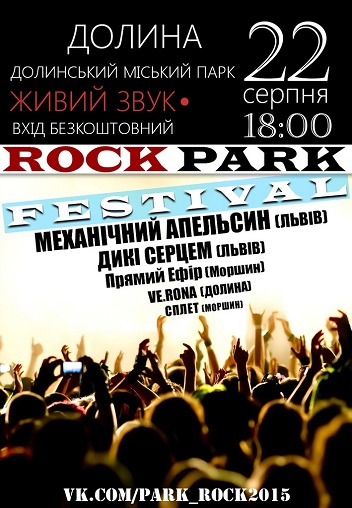 ДОЛИНА
ДОЛИНСЬКИЙ МІСЬКИЙ ПАРК
ЖИВИЙ ЗВУК•
ВХІД БЕЗКОШТОВНИЙ
22
серпня
18:00
ROCK PARK
FESTIVAL
МЕХАНІЧНИЙ АПЕЛЬСИН (ЛЬВІВ)
ДИКІ СЕРЦЕМ (ЛЬВІВ)
Прямий Ефір (Моршин)
VE.RONA (ДОЛИНА)
СПЛЕТ (МОРШИН)
VK.COM/PARK_ROCK2015